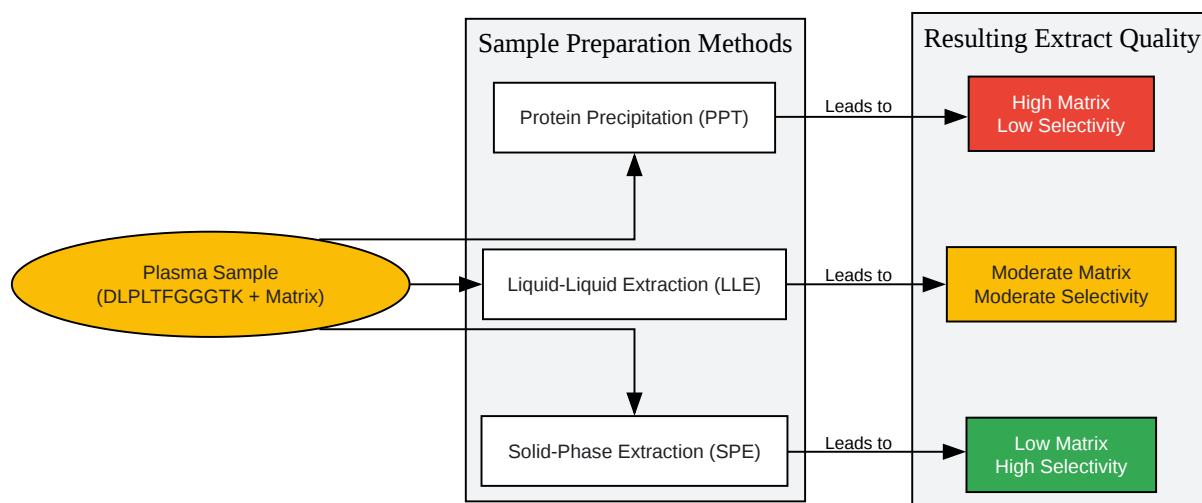 Sample Preparation Methods
Resulting Extract Quality
Protein Precipitation (PPT)
Leads to
High Matrix
Low Selectivity
Plasma Sample
(DLPLTFGGGTK + Matrix)
Liquid-Liquid Extraction (LLE)
Leads to
Moderate Matrix
Moderate Selectivity
Solid-Phase Extraction (SPE)
Leads to
Low Matrix
High Selectivity